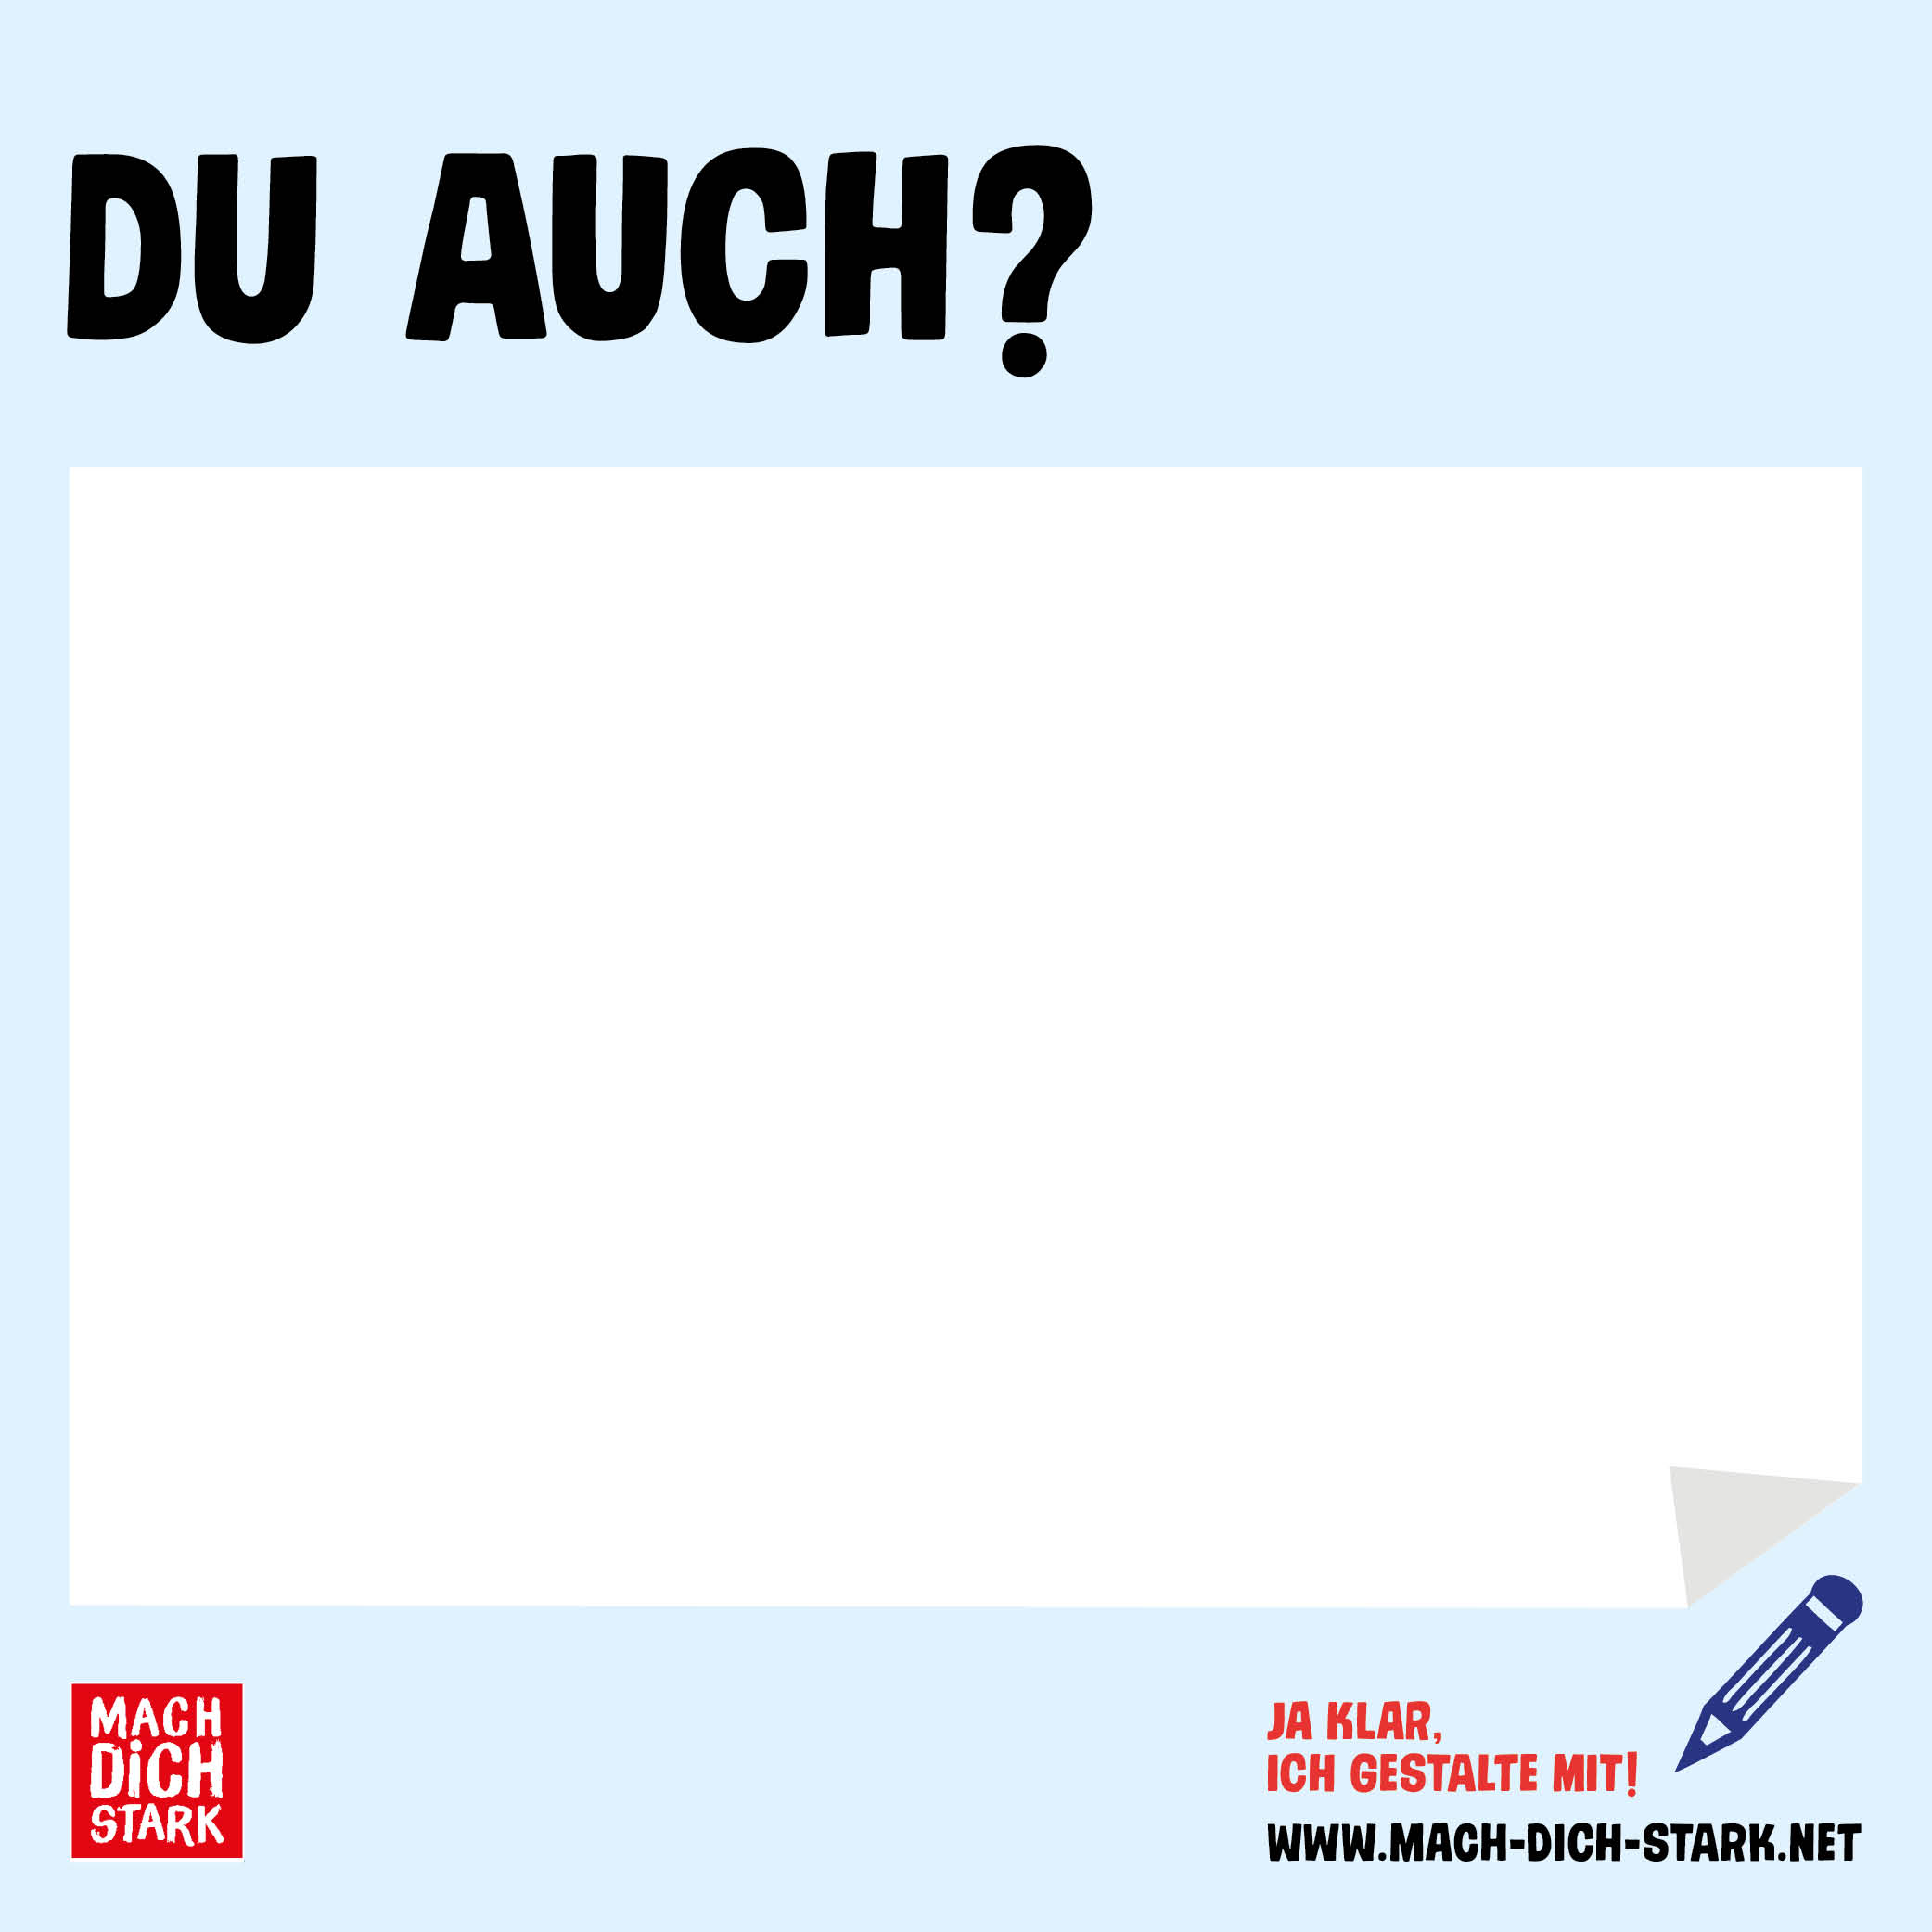 DU AUCH?
MACH
DiCH
STARK
JA KLAR,
ICH GESTALTE MIT!
WWW.MACH-DICH-STARK.NET